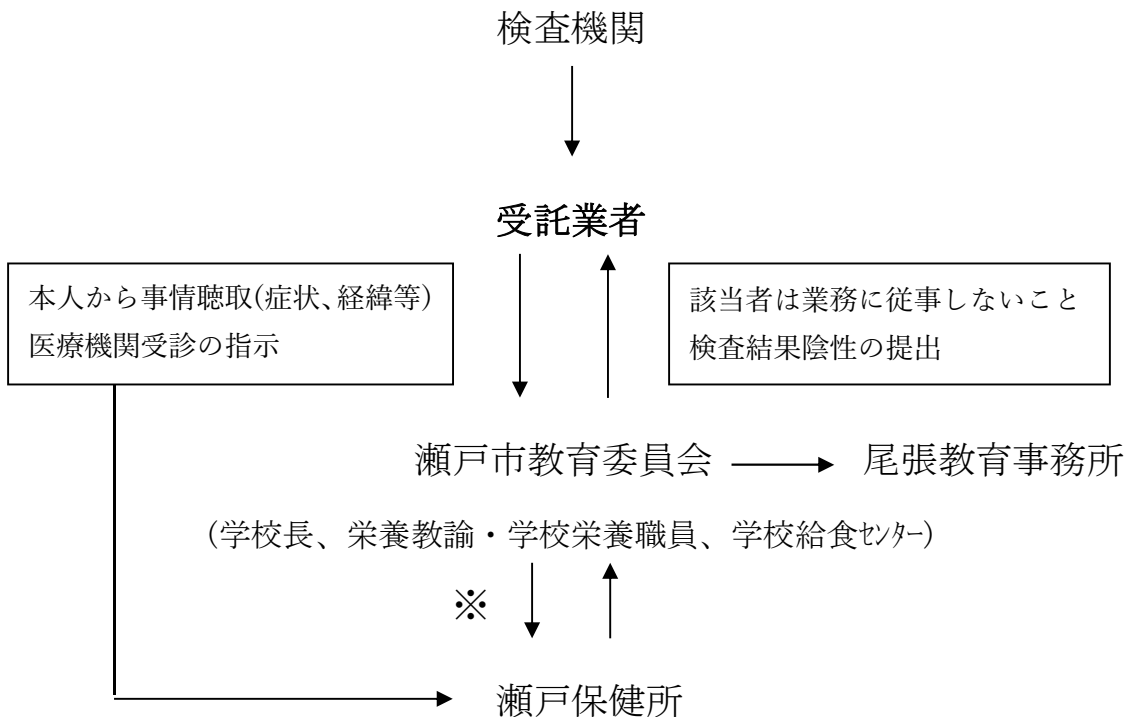 検査機関
受託業者
本人から事情聴取(症状、経緯等)
医療機関受診の指示
該当者は業務に従事しないこと
検査結果陰性の提出
瀬戸市教育委員会
尾張教育事務所
(学校長、栄養教諭・学校栄養職員、学校給食ｾﾝﾀｰ)
※
瀬戸保健所